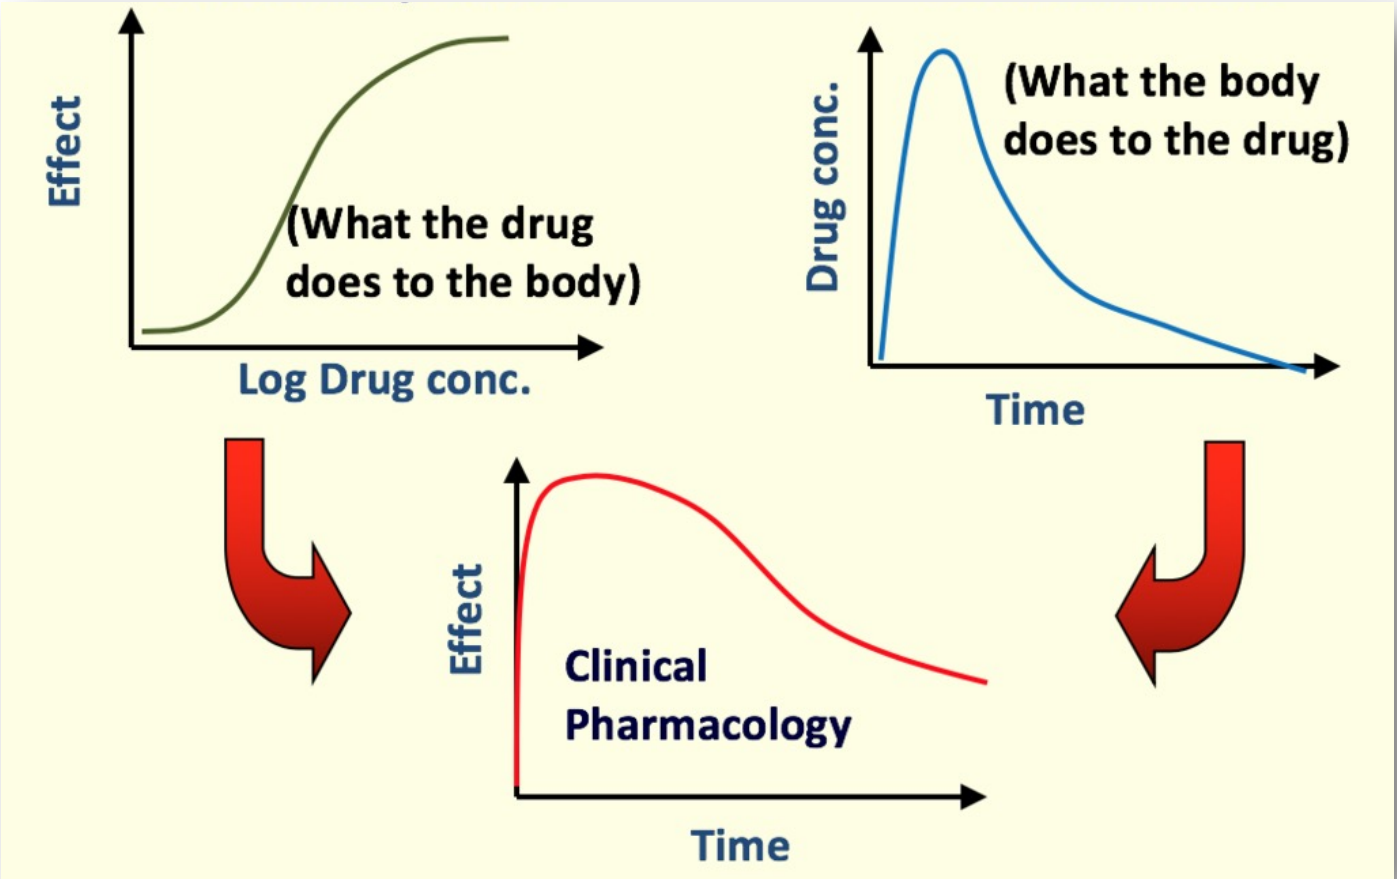 Effect
(What the drug
does to the body)
Log Drug conc.
Drug conc.
(What the body
does to the drug)
Time
Effect
Clinical
Pharmacology
Time